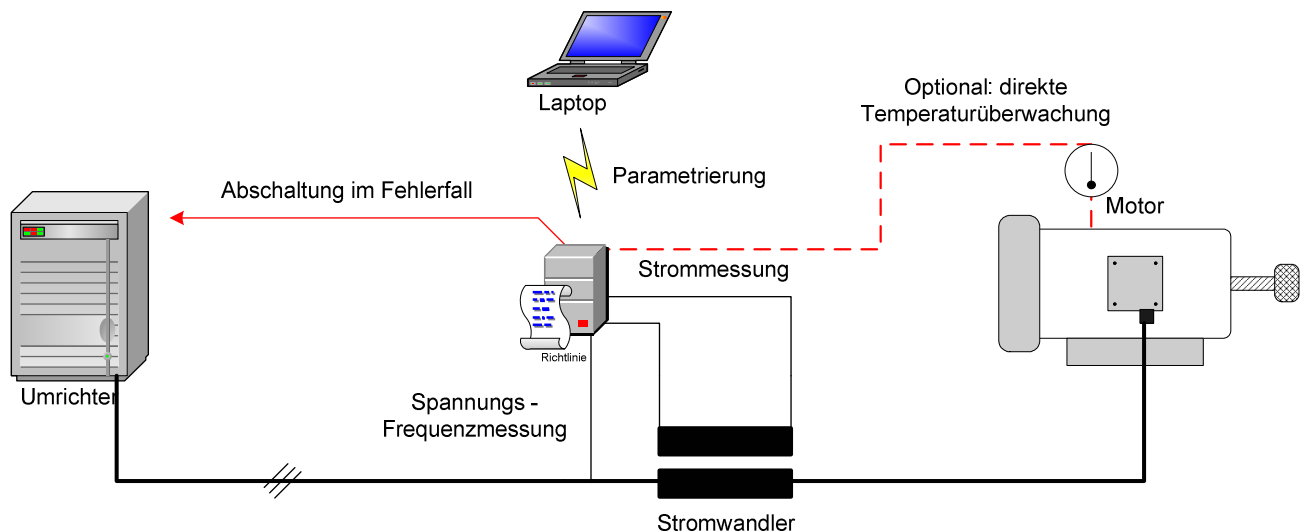 Laptop
Optional: direkte
Temperaturüberwachung
Parametrierung
Abschaltung im Fehlerfall
Motor
Strommessung
Richtlinie
Umrichter
Spannungs -
Frequenzmessung
Stromwandler